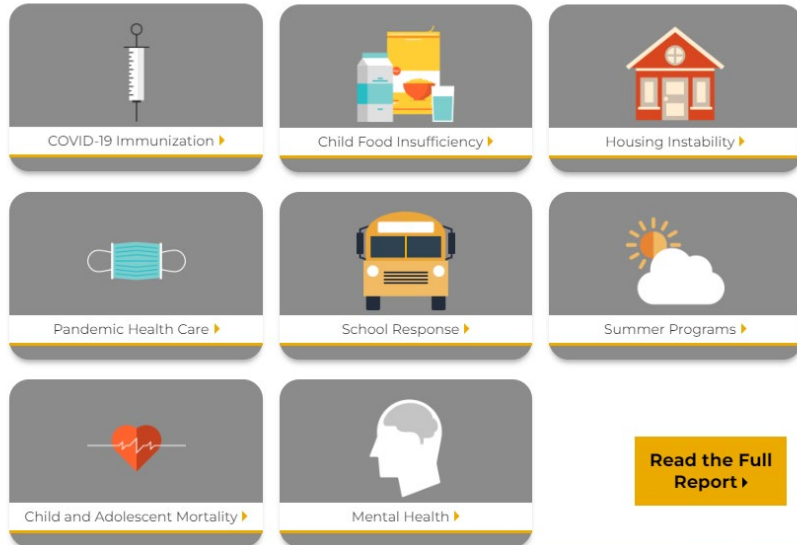 COVID-19 Immunization
Child Food Insufficiency
Housing Instability
Pandemic Health Care
School Response
Summer Programs
Child and Adolescent Mortality
Mental Health
Read the Full
Report